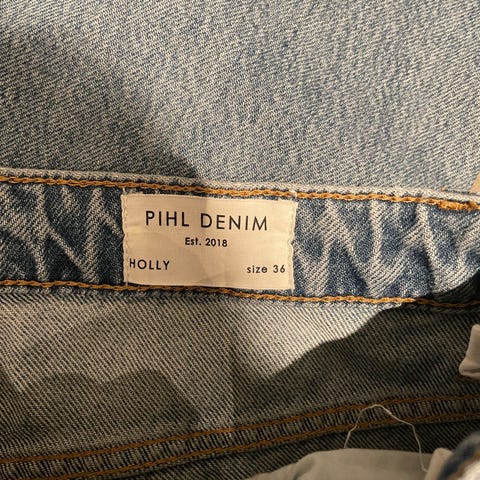 PIHL DENIM
Est. 2018
HOLLY size 36